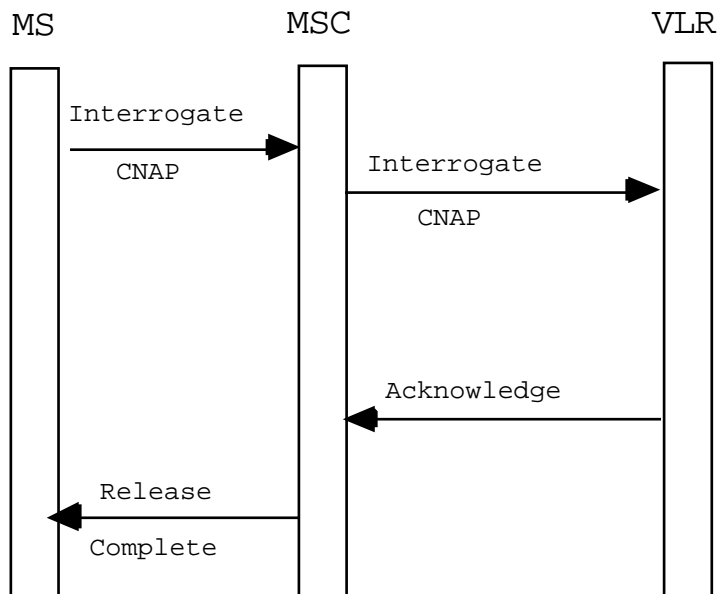 MS MSC VLR
Interrogate
CNAP
Interrogate
CNAP
Acknowledge
Release
Complete